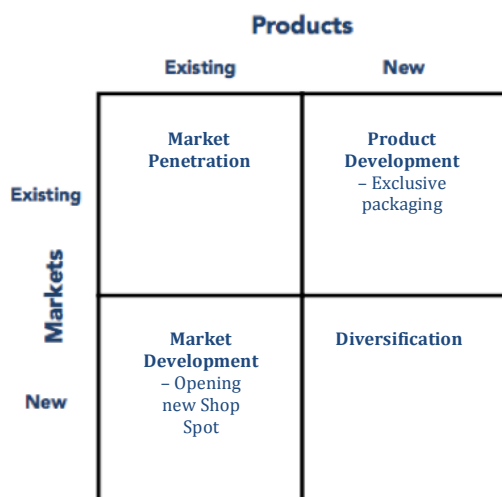 Products
Existing
New
Market
Penetration
Product
Development
– Exclusive
packaging
Existing
Markets
Market
Development
– Opening
new Shop
Spot
Diversification
New